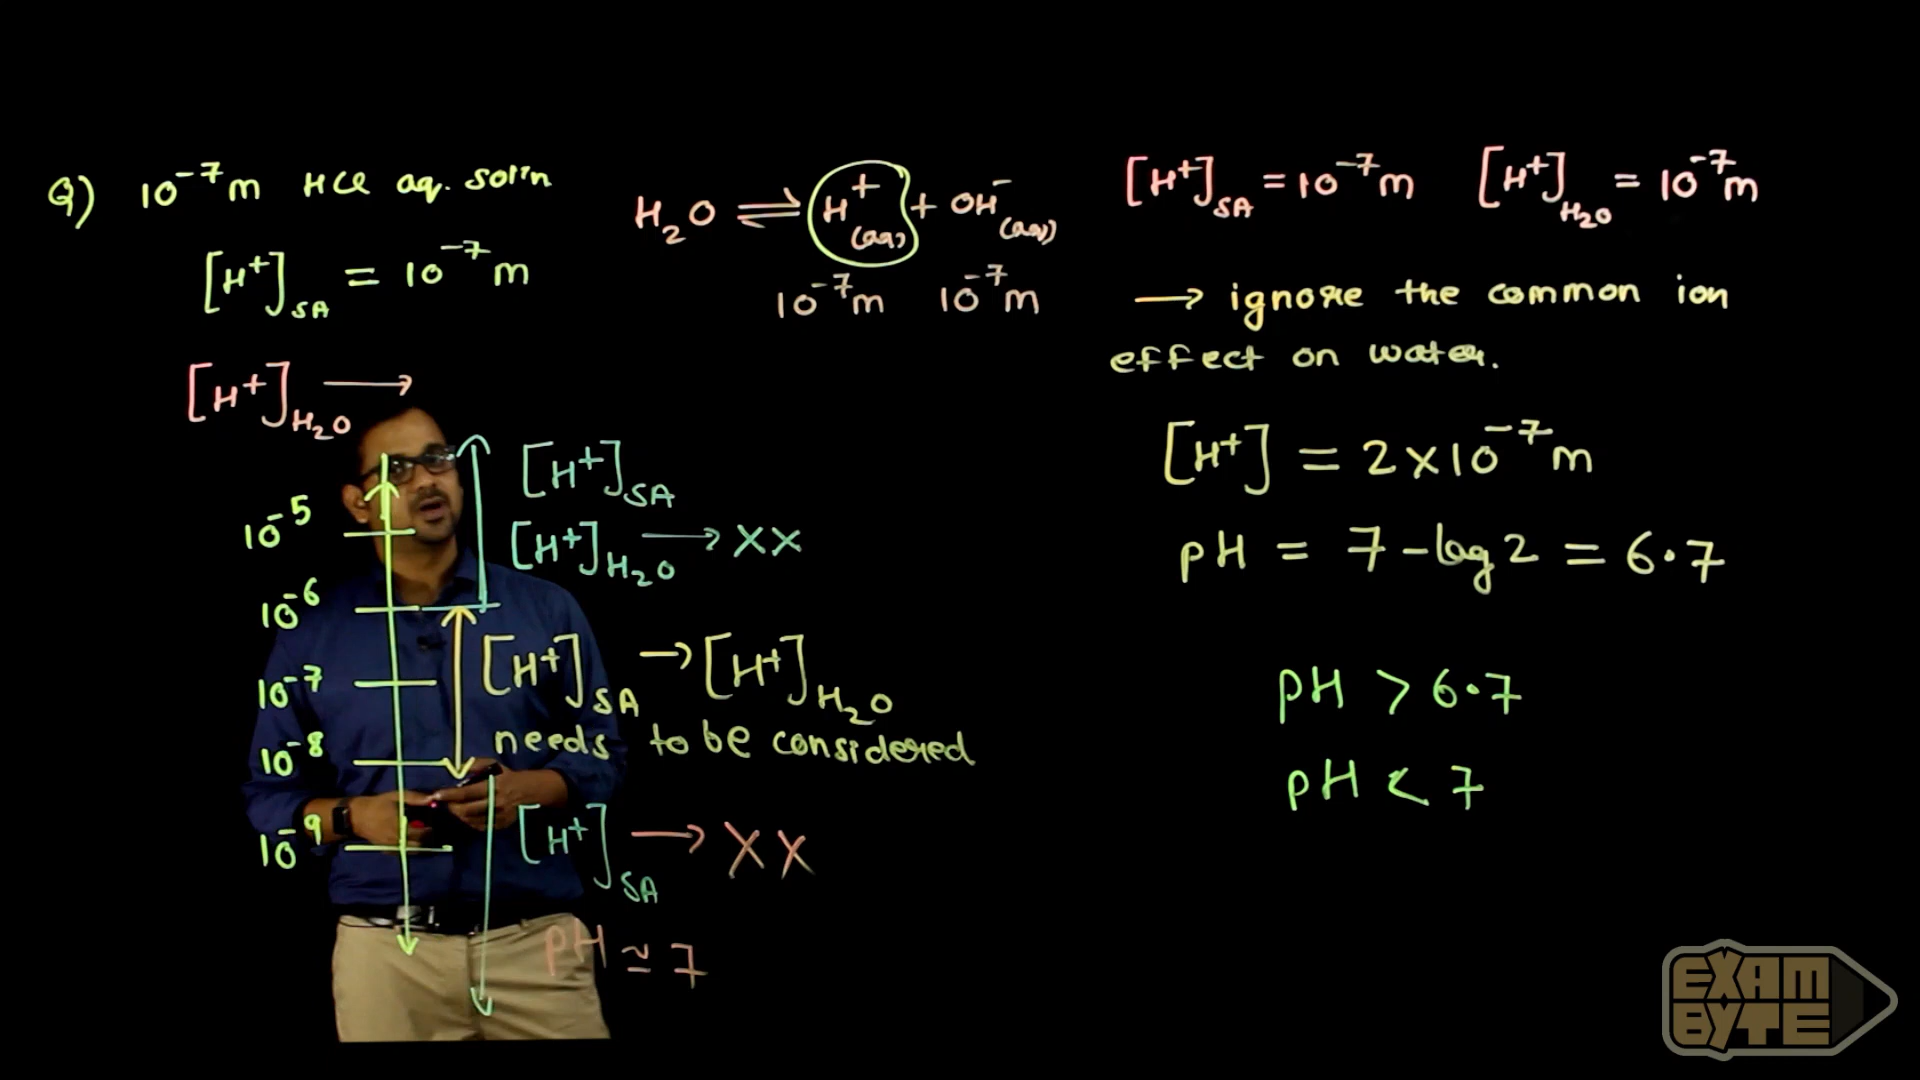 Q) 10⁻⁷m HCl aq. sol'n
[H⁺]SA = 10⁻⁷m
[H⁺]H₂O →
H₂O ⇌ H⁺(aq) + OH⁻(aq)
10⁻⁷m 10⁻⁷m
10⁻⁵
10⁻⁶
10⁻⁷
10⁻⁸
10⁻⁹
[H⁺]SA
[H⁺]H₂O → XX
[H⁺]SA → [H⁺]H₂O
needs to be considered
[H⁺]SA → XX
pH ≃ 7
[H⁺]SA = 10⁻⁷m [H⁺]H₂O = 10⁻⁷m
→ ignore the common ion
effect on water.
[H⁺] = 2×10⁻⁷m
pH = 7 - log 2 = 6.7
pH > 6.7
pH < 7
EXAM
BYTE